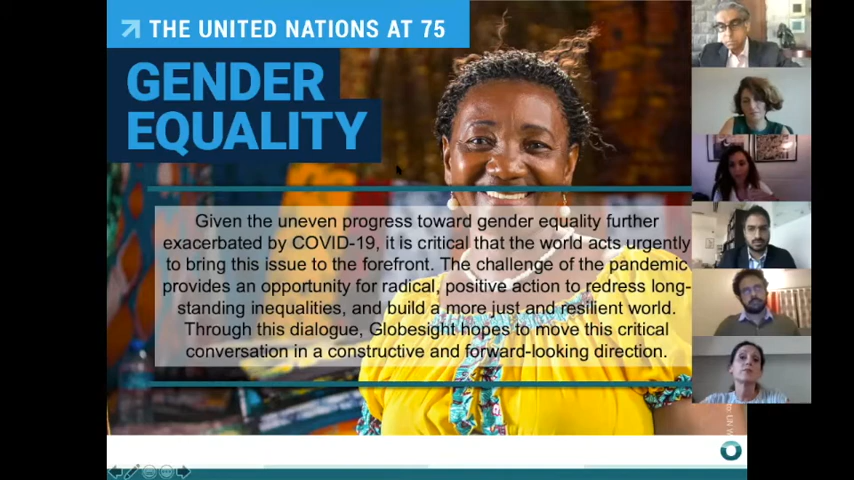 THE UNITED NATIONS AT 75
GENDER
EQUALITY
Given the uneven progress toward gender equality further
exacerbated by COVID-19, it is critical that the world acts urgently
to bring this issue to the forefront. The challenge of the pandemic
provides an opportunity for radical, positive action to redress long-
standing inequalities, and build a more just and resilient world.
Through this dialogue, Globesight hopes to move this critical
conversation in a constructive and forward-looking direction.
UN